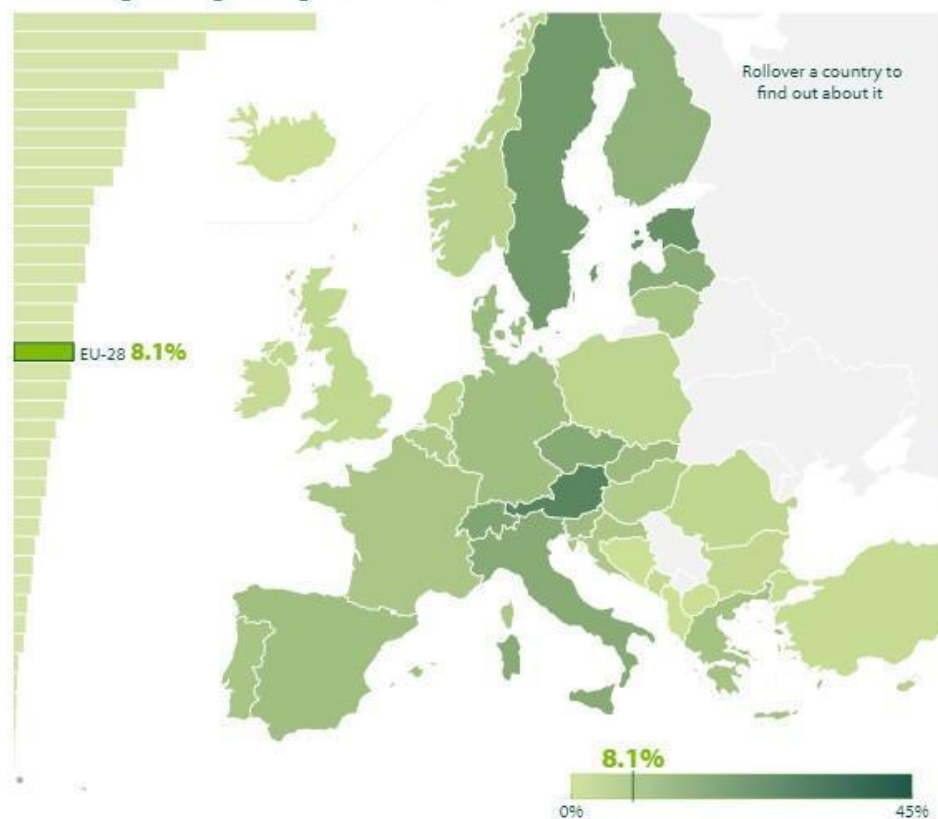 Rollover a country to
find out about it
EU-28 8.1%
8.1%
0%
45%